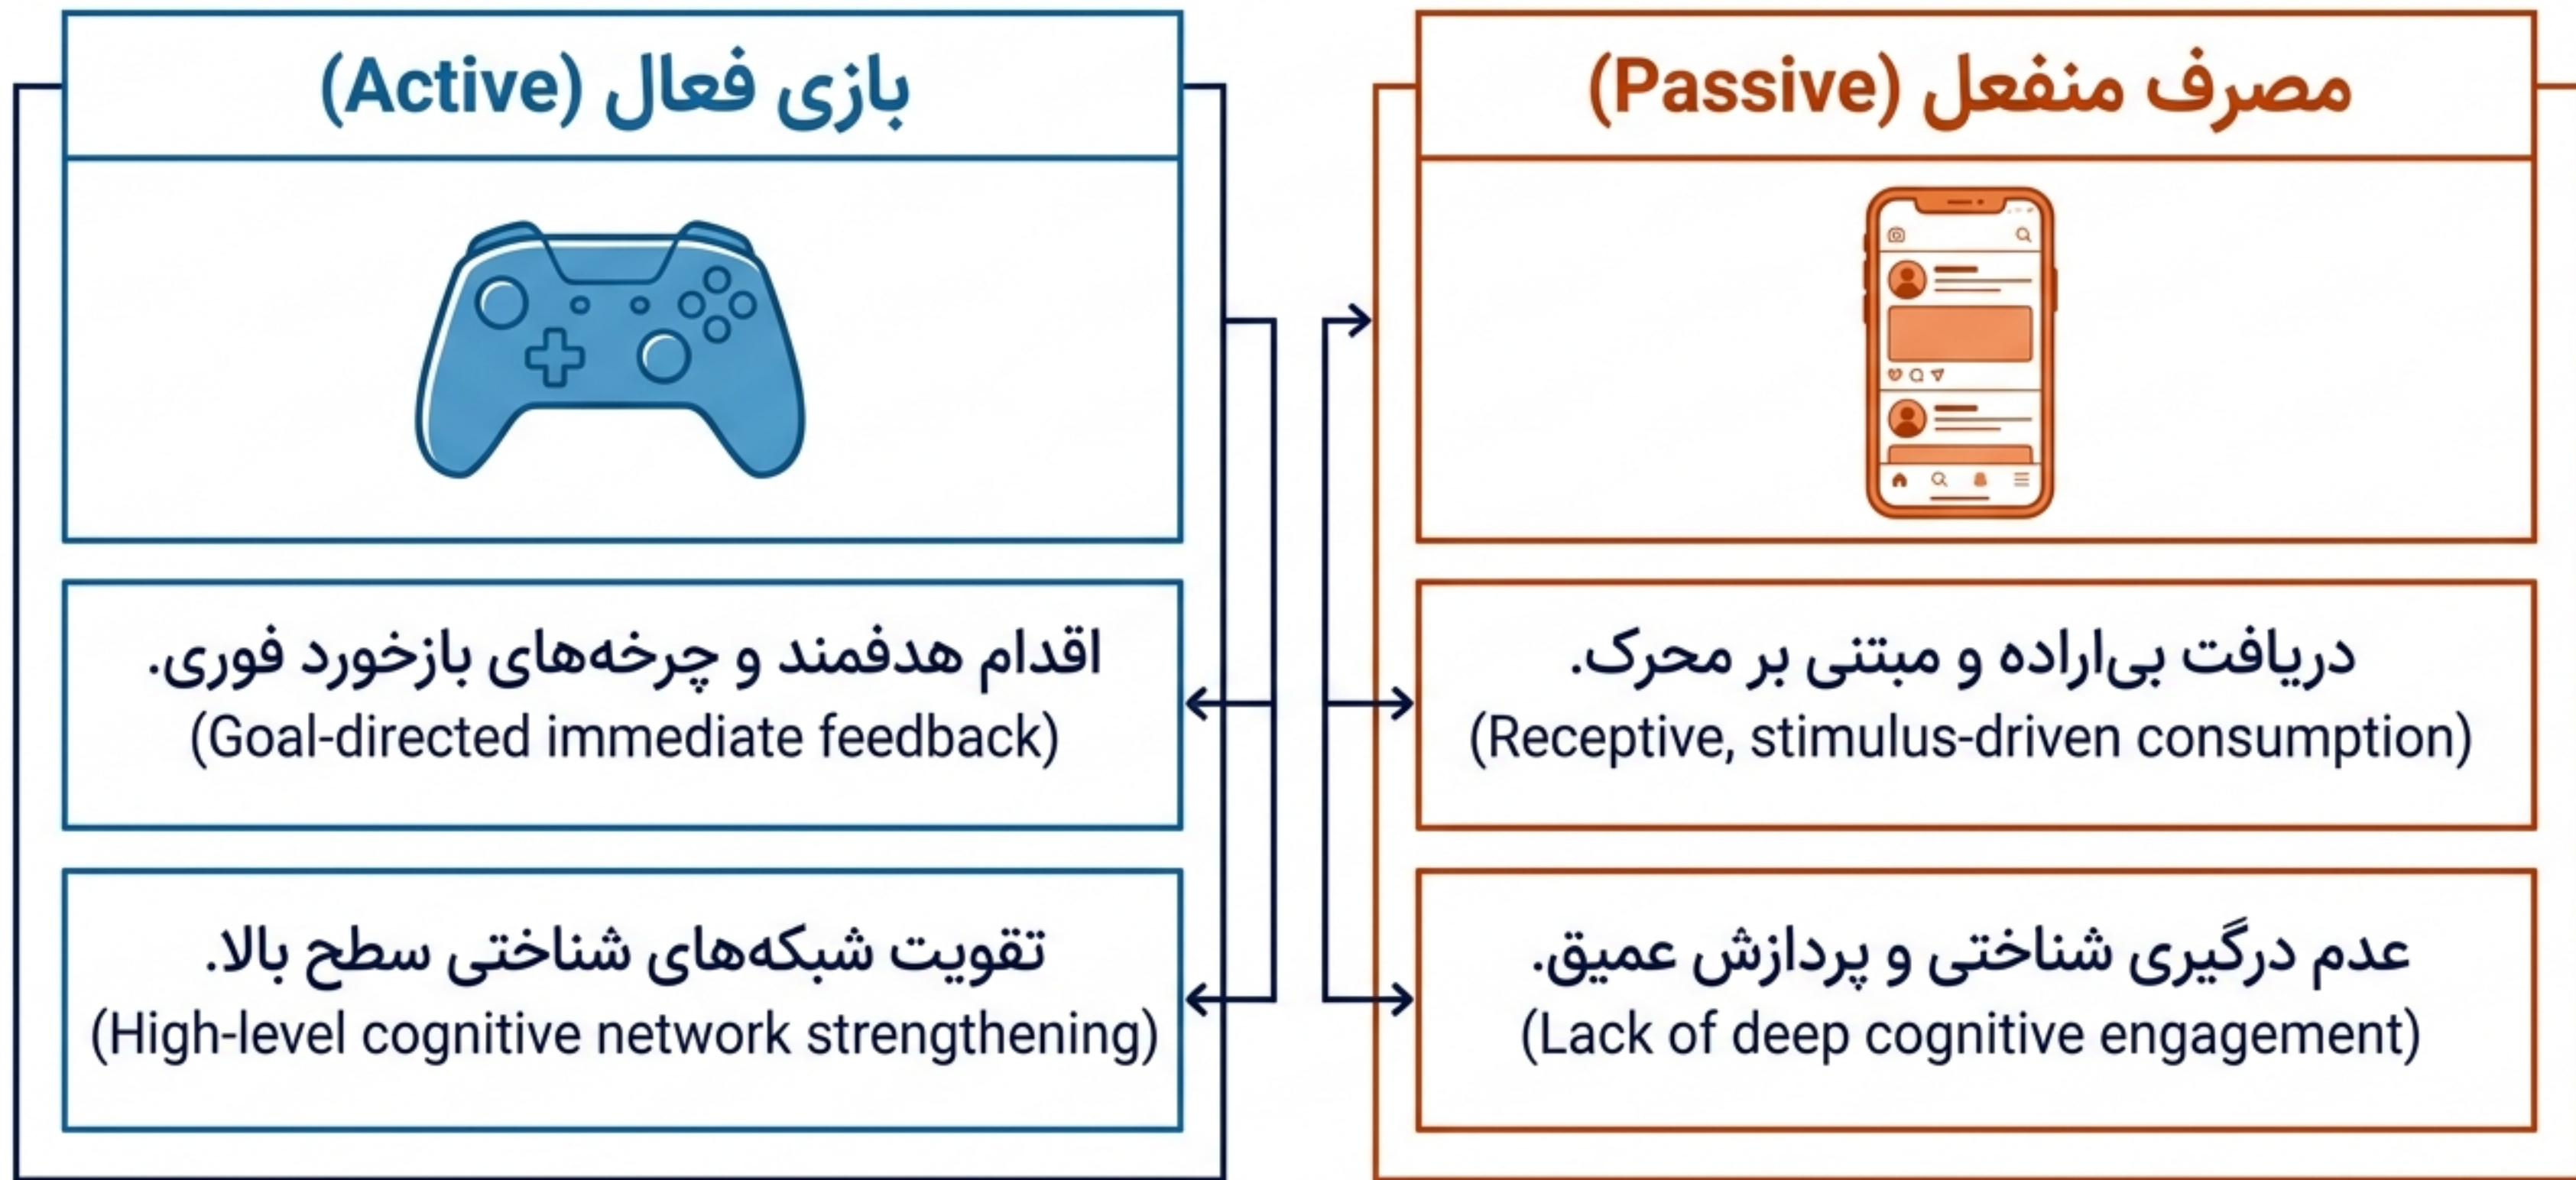 مصرف منفعل (Passive)
دریافت بی‌اراده و مبتنی بر محرک.
(Receptive, stimulus-driven consumption)
عدم درگیری شناختی و پردازش عمیق.
(Lack of deep cognitive engagement)
بازی فعال (Active)
اقدام هدفمند و چرخه‌های بازخورد فوری.
(Goal-directed immediate feedback)
تقویت شبکه‌های شناختی سطح بالا.
(High-level cognitive network strengthening)